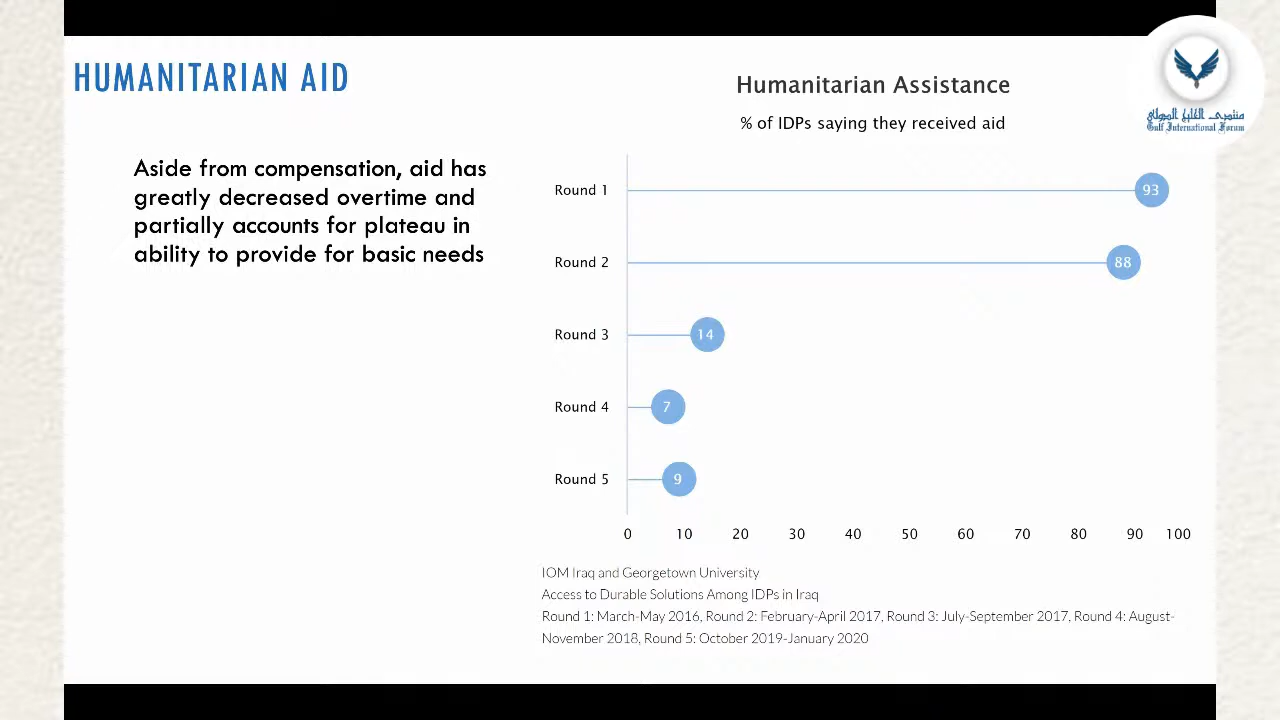 HUMANITARIAN AID
Aside from compensation, aid has
greatly decreased overtime and
partially accounts for plateau in
ability to provide for basic needs
Humanitarian Assistance
% of IDPs saying they received aid
Round 1
93
Round 2
88
Round 3
14
Round 4
7
Round 5
9
0 10 20 30 40 50 60 70 80 90 100
IOM Iraq and Georgetown University
Access to Durable Solutions Among IDPs in Iraq
Round 1: March-May 2016, Round 2: February-April 2017, Round 3: July-September 2017, Round 4: August-
November 2018, Round 5: October 2019-January 2020
منتدى الخليج الدولي
Gulf International Forum